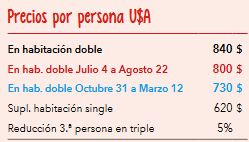 Precios por persona U$A
En habitación doble 840 $
En hab. doble Julio 4 a Agosto 22 800 $
En hab. doble Octubre 31 a Marzo 12 730 $
Supl. habitación single 620 $
Reducción 3.ª persona en triple 5%